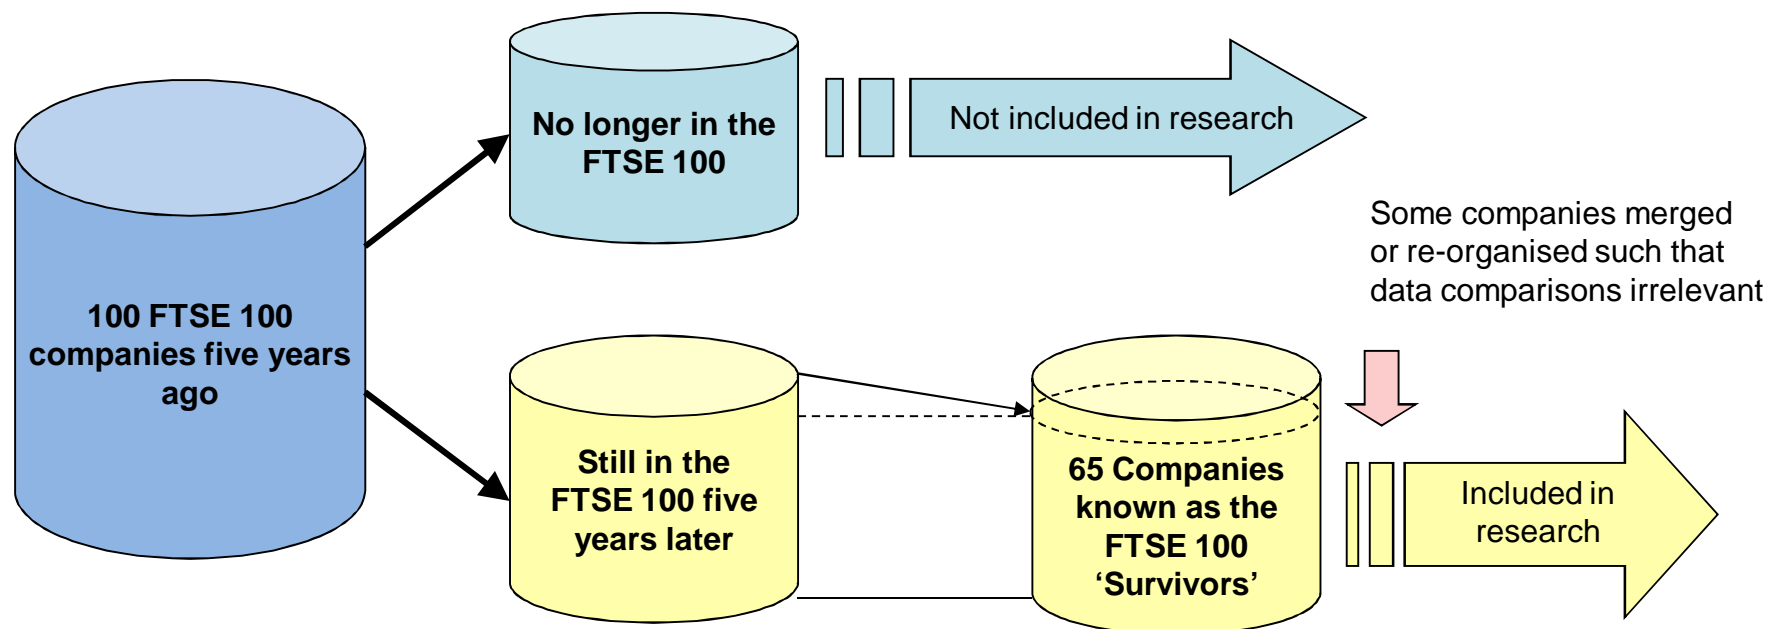 No longer in the
FTSE 100
Not included in research
Some companies merged
or re-organised such that
data comparisons irrelevant
100 FTSE 100
companies five years
ago
Still in the
FTSE 100 five
years later
65 Companies
known as the
FTSE 100
‘Survivors’
Included in
research